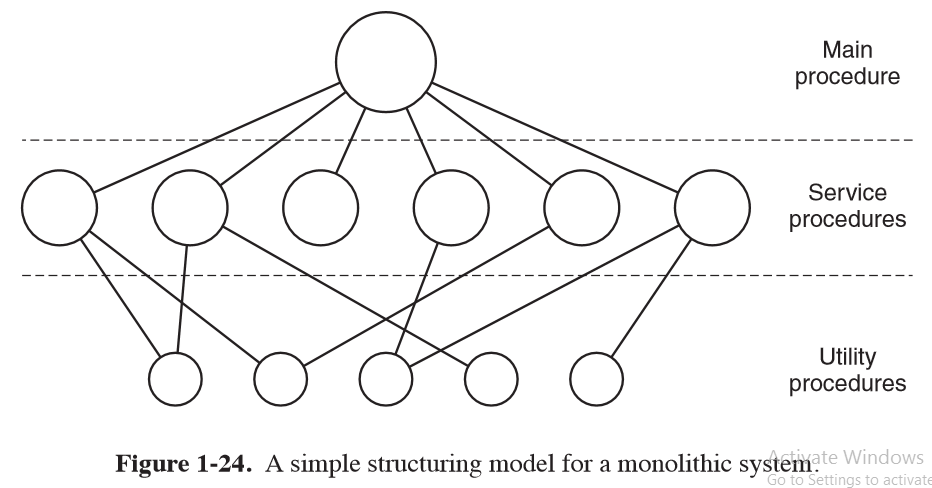 Main
procedure
Service
procedures
Utility
procedures
Figure 1-24. A simple structuring model for a monolithic system.
Activate Windows
Go to Settings to activate